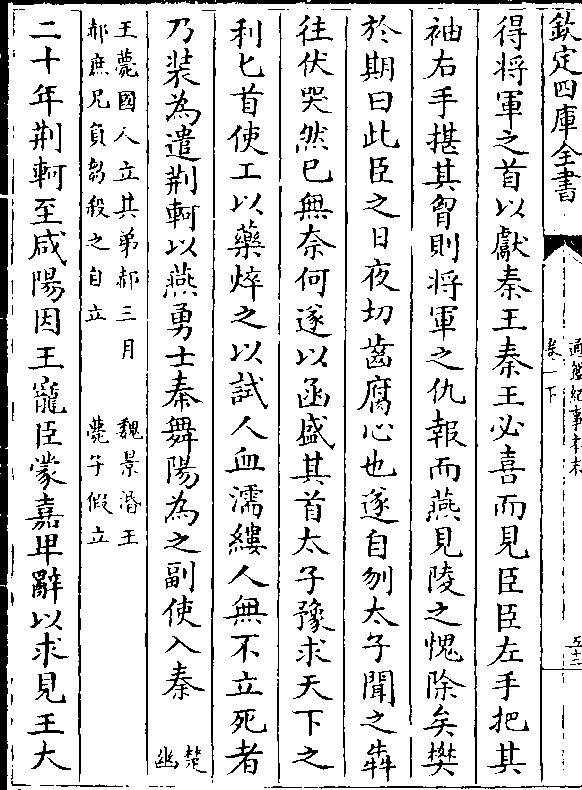 欽定四庫全書
通鑑紀事本末
卷一下
五十三
得將軍之首以獻秦王秦王必喜而見臣臣左手把其
袖右手揕其胷則將軍之仇報而燕見陵之愧除矣樊
於期曰此臣之日夜切齒腐心也遂自刎太子聞之犇
往伏哭然已無奈何遂以函盛其首太子豫求天下之
利匕首使工以藥焠之以試人血濡縷人無不立死者
乃装為遣荆軻以燕勇士秦舞陽為之副使入秦 楚幽
王薨國人立其弟郝三月
郝庶兄負芻殺之自立
魏景湣王
薨子假立
二十年荆軻至咸陽因王寵臣蒙嘉卑辭以求見王大